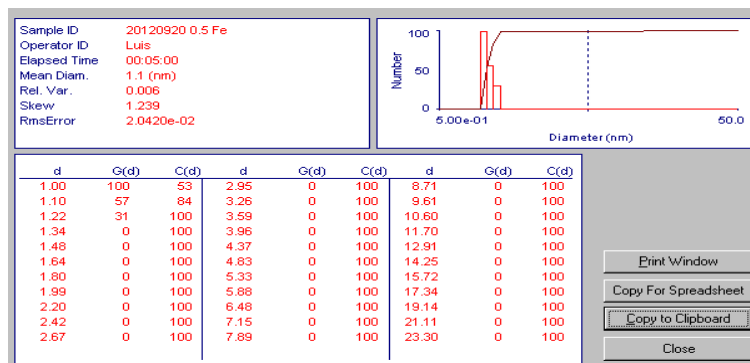 Sample ID 20120920 0.5 Fe
Operator ID Luis
Elapsed Time 00:05:00
Mean Diam. 1.1 (nm)
Rel. Var. 0.006
Skew 1.239
RmsError 2.0420e-02
100
50
0
Number
5.00e-01 50.0
Diameter (nm)
d G(d) C(d) d G(d) C(d) d G(d) C(d)
1.00 100 53 2.95 0 100 8.71 0 100
1.10 57 84 3.26 0 100 9.61 0 100
1.22 31 100 3.59 0 100 10.60 0 100
1.34 0 100 3.96 0 100 11.70 0 100
1.48 0 100 4.37 0 100 12.91 0 100
1.64 0 100 4.83 0 100 14.25 0 100
1.80 0 100 5.33 0 100 15.72 0 100
1.99 0 100 5.88 0 100 17.34 0 100
2.20 0 100 6.48 0 100 19.14 0 100
2.42 0 100 7.15 0 100 21.11 0 100
2.67 0 100 7.89 0 100 23.30 0 100
Print Window
Copy For Spreadsheet
Copy to Clipboard
Close